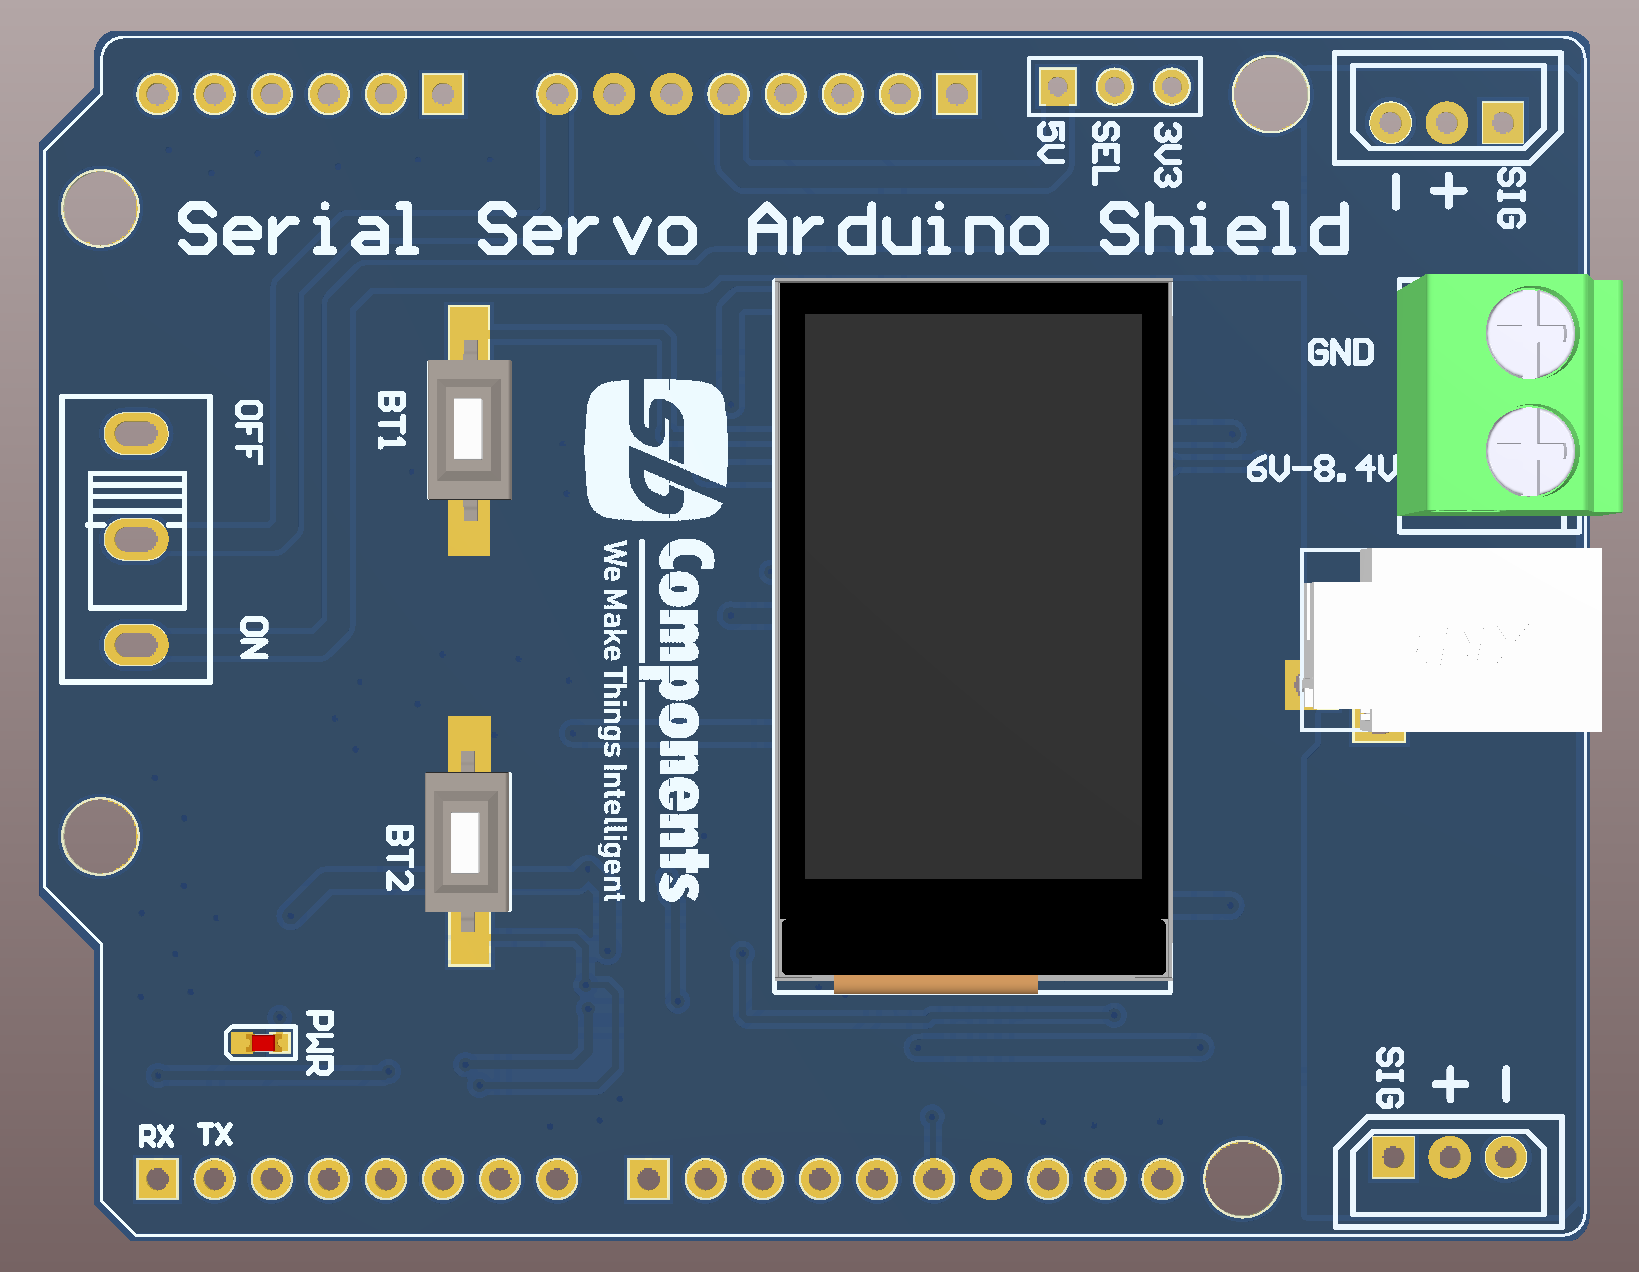 5V
SEL
3V3
SIG
+
-
Serial Servo Arduino Shield
GND
6V-8.4V
OFF
ON
BT1
sb
Components
We Make Things Intelligent
BT2
PWR
RX
TX
SIG
+
-